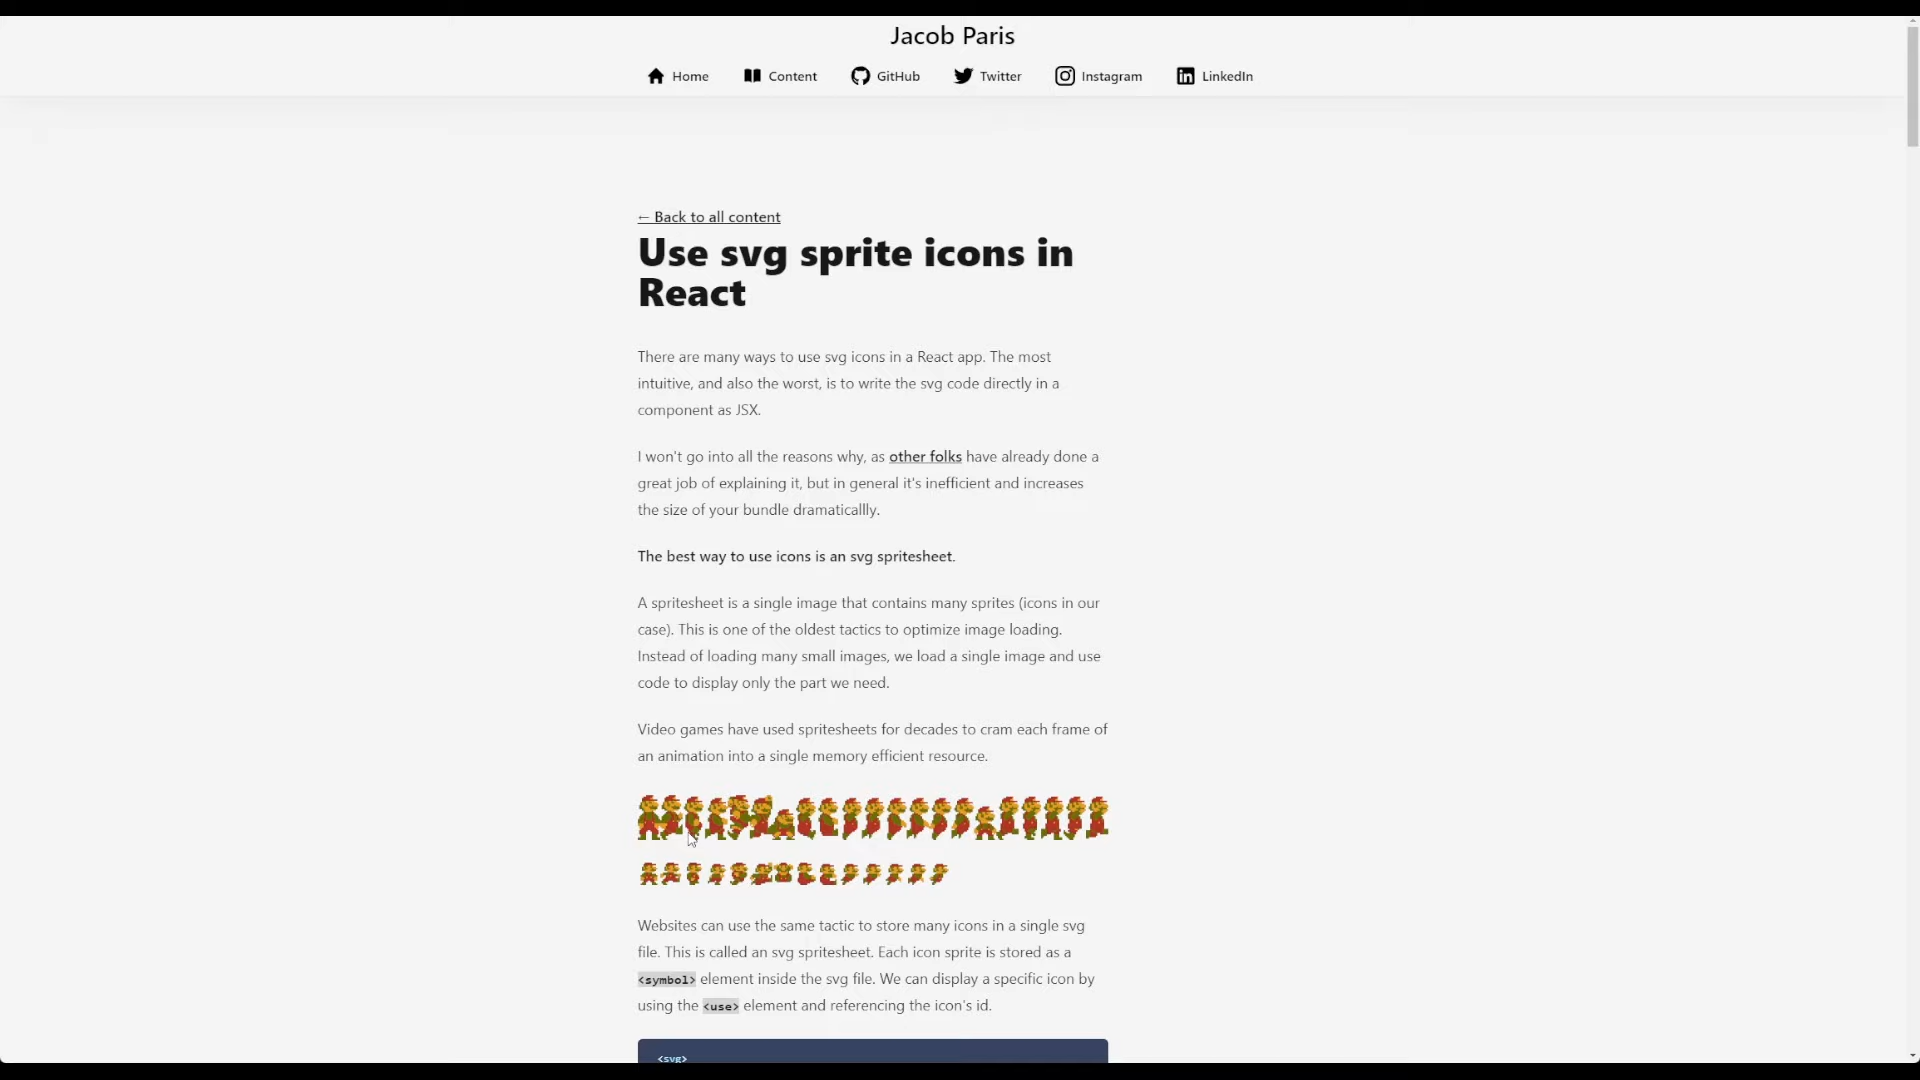 Jacob Paris
Home Content GitHub Twitter Instagram LinkedIn
← Back to all content
Use svg sprite icons in
React
There are many ways to use svg icons in a React app. The most
intuitive, and also the worst, is to write the svg code directly in a
component as JSX.
I won't go into all the reasons why, as other folks have already done a
great job of explaining it, but in general it's inefficient and increases
the size of your bundle dramaticallly.
The best way to use icons is an svg spritesheet.
A spritesheet is a single image that contains many sprites (icons in our
case). This is one of the oldest tactics to optimize image loading.
Instead of loading many small images, we load a single image and use
code to display only the part we need.
Video games have used spritesheets for decades to cram each frame of
an animation into a single memory efficient resource.
Websites can use the same tactic to store many icons in a single svg
file. This is called an svg spritesheet. Each icon sprite is stored as a
<symbol> element inside the svg file. We can display a specific icon by
using the <use> element and referencing the icon's id.
<svg>